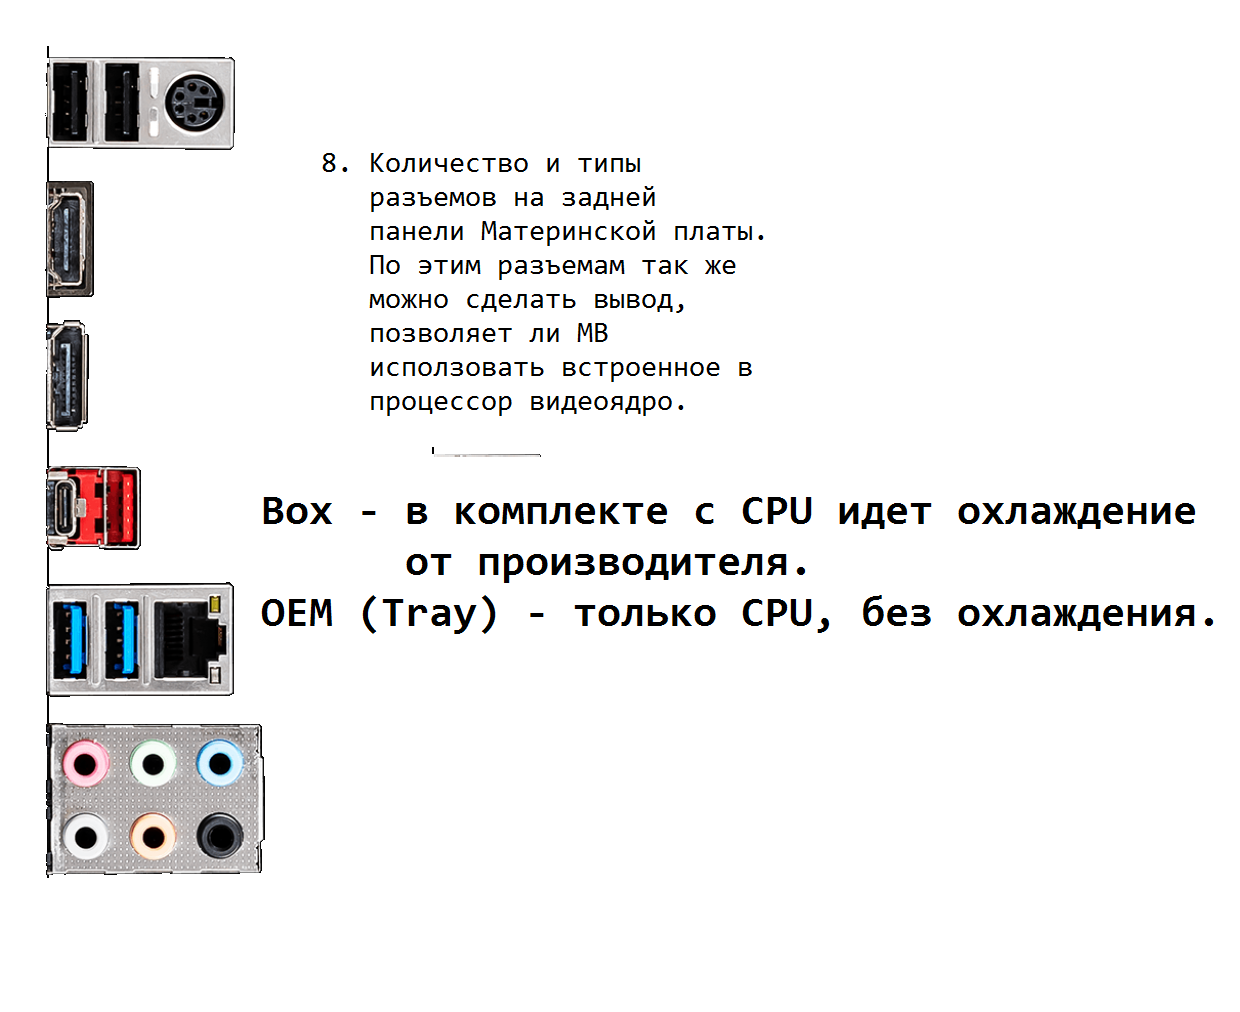 8. Количество и типы
разъемов на задней
панели Материнской платы.
По этим разъемам так же
можно сделать вывод,
позволяет ли МВ
исползовать встроенное в
процессор видеоядро.
Box - в комплекте с CPU идет охлаждение
от производителя.
OEM (Tray) - только CPU, без охлаждения.